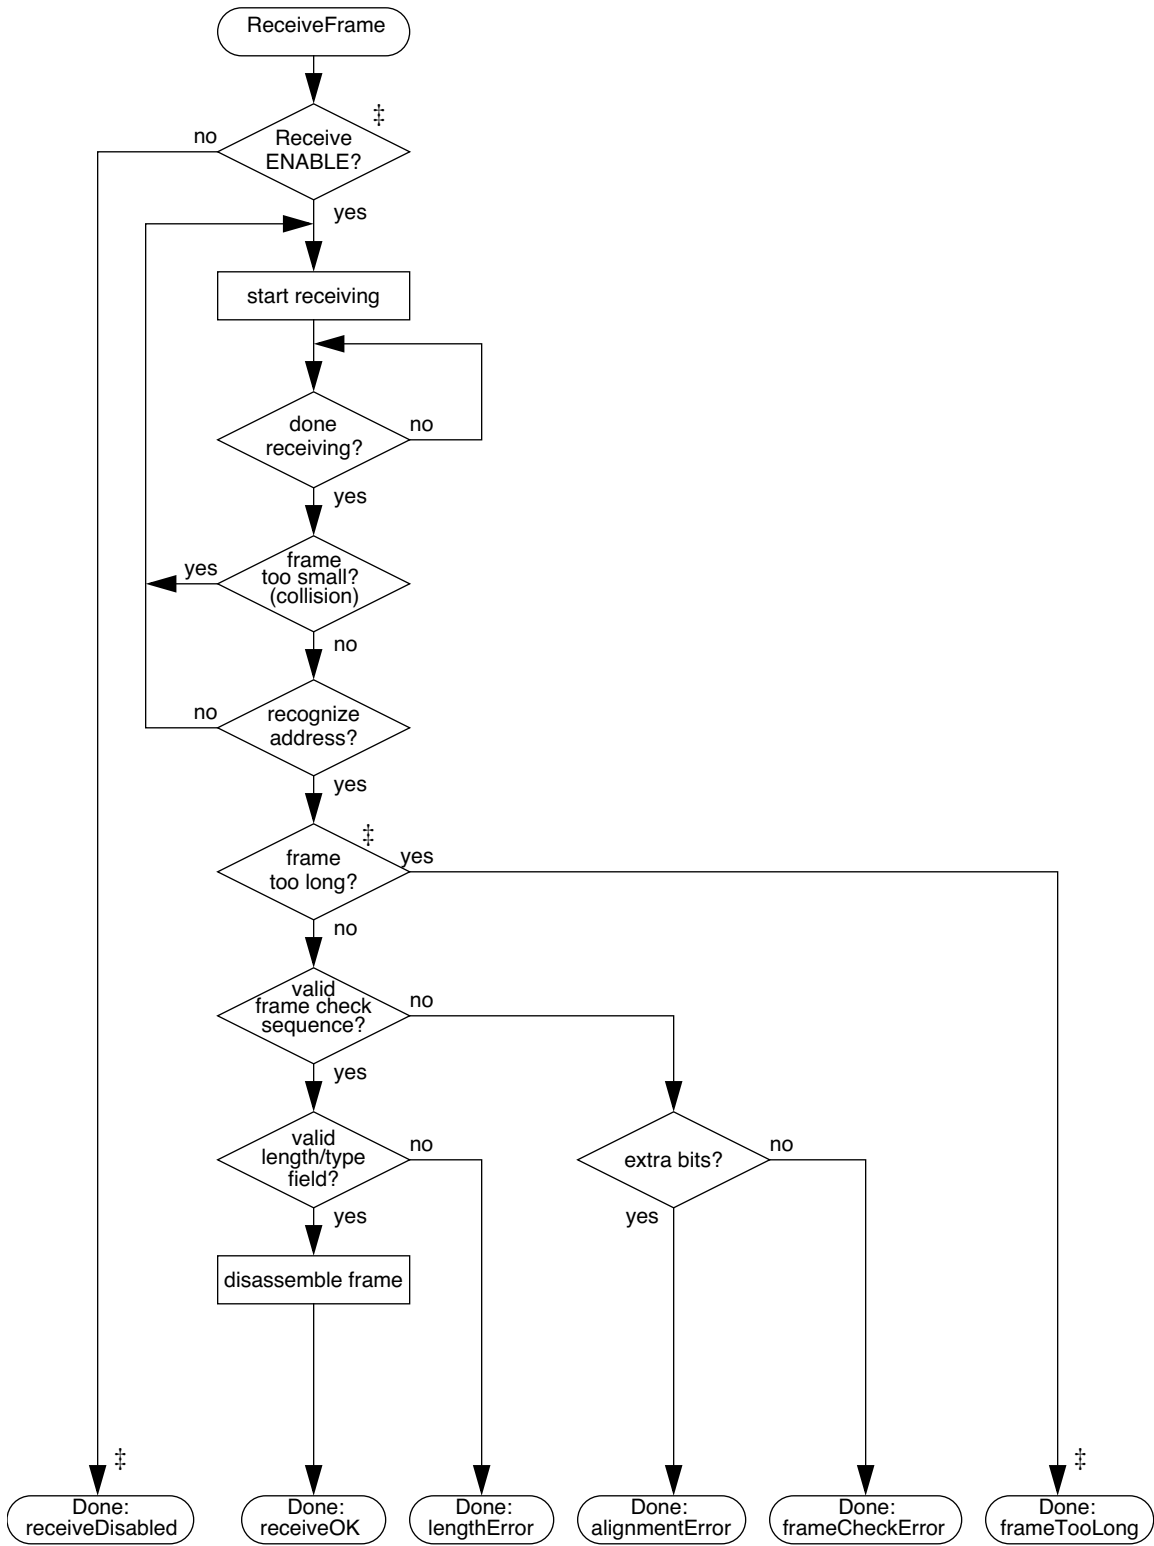 ReceiveFrame
‡
no
Receive
ENABLE?
yes
start receiving
done
receiving?
no
yes
frame
too small?
(collision)
yes
no
recognize
address?
no
yes
‡
frame
too long?
yes
no
valid
frame check
sequence?
no
yes
valid
length/type
field?
no
extra bits?
no
yes
yes
disassemble frame
‡
‡
Done:
receiveDisabled
Done:
receiveOK
Done:
lengthError
Done:
alignmentError
Done:
frameCheckError
Done:
frameTooLong